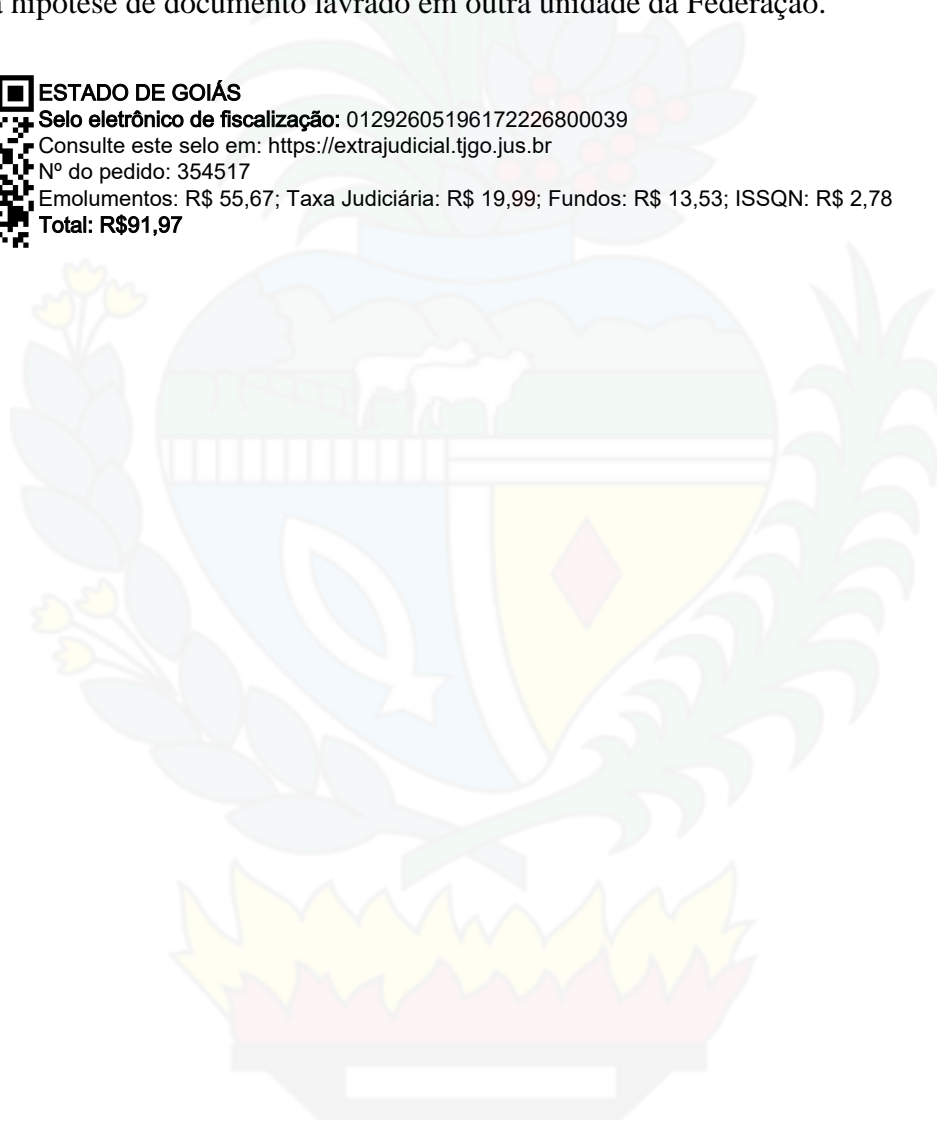 hipótese de documento lavrado em outra unidade da Federação.
ESTADO DE GOIÁS
Selo eletrônico de fiscalização: 01292605196172226800039
Consulte este selo em: https://extrajudicial.tjgo.jus.br
Nº do pedido: 354517
Emolumentos: R$ 55,67; Taxa Judiciária: R$ 19,99; Fundos: R$ 13,53; ISSQN: R$ 2,78
Total: R$91,97